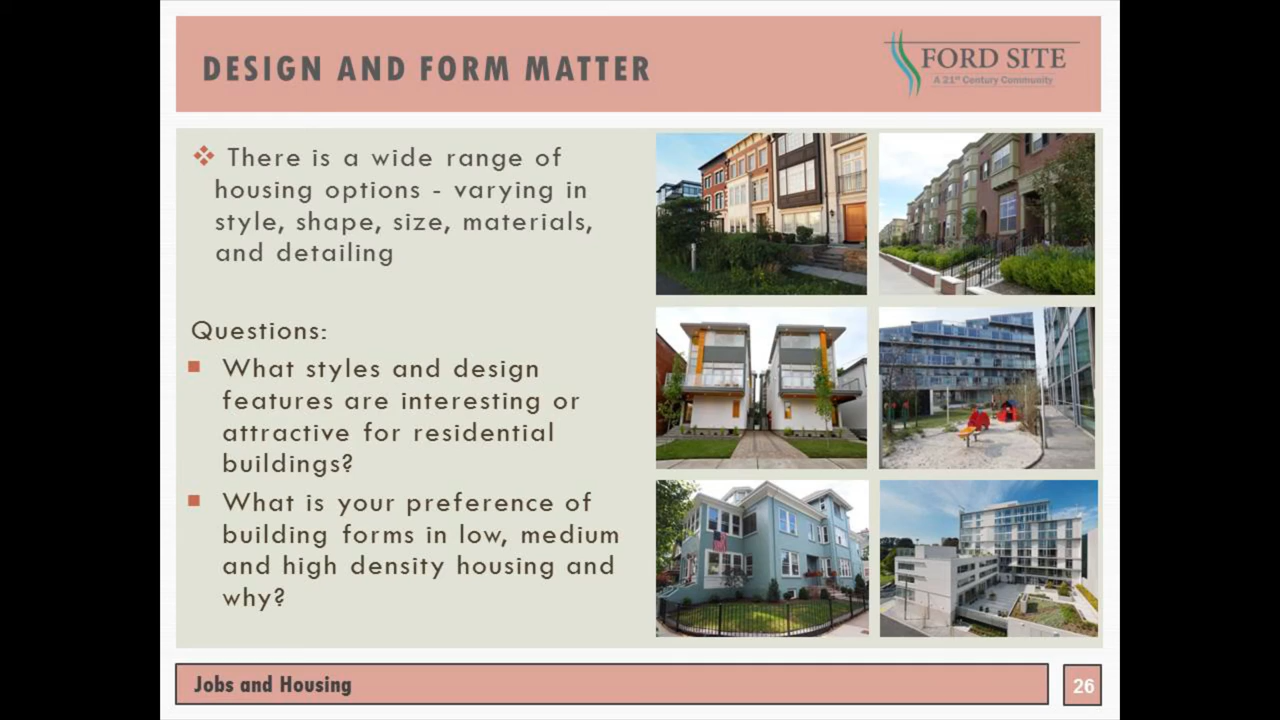 DESIGN AND FORM MATTER
FORD SITE
A 21st Century Community
There is a wide range of
housing options - varying in
style, shape, size, materials,
and detailing
Questions:
What styles and design
features are interesting or
attractive for residential
buildings?
What is your preference of
building forms in low, medium
and high density housing and
why?
Jobs and Housing
26